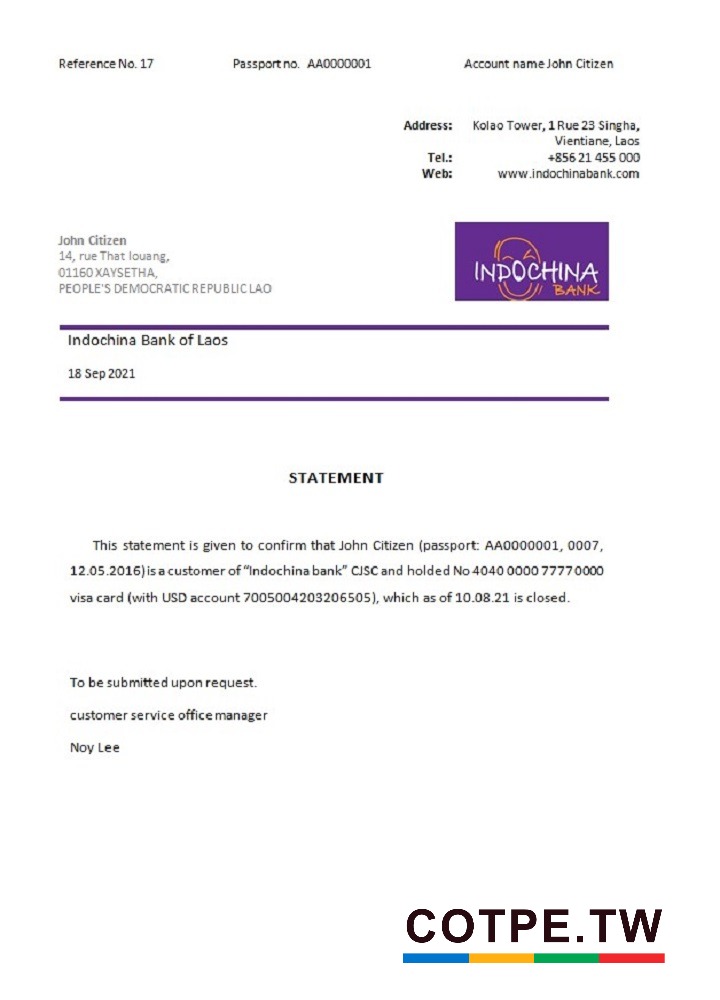 Reference No. 17 Passport no. AA0000001 Account name John Citizen
Address: Kolao Tower, 1 Rue 23 Singha,
Vientiane, Laos
Tel.: +856 21 455 000
Web: www.indochinabank.com
John Citizen
14, rue That louang,
01160 XAYSETHA,
PEOPLE'S DEMOCRATIC REPUBLIC LAO
INDOCHINA
BANK
Indochina Bank of Laos
18 Sep 2021
STATEMENT
This statement is given to confirm that John Citizen (passport: AA0000001, 0007,
12.05.2016) is a customer of “Indochina bank” CJSC and holded No 4040 0000 7777 0000
visa card (with USD account 7005004203206505), which as of 10.08.21 is closed.
To be submitted upon request.
customer service office manager
Noy Lee
COTPE.TW